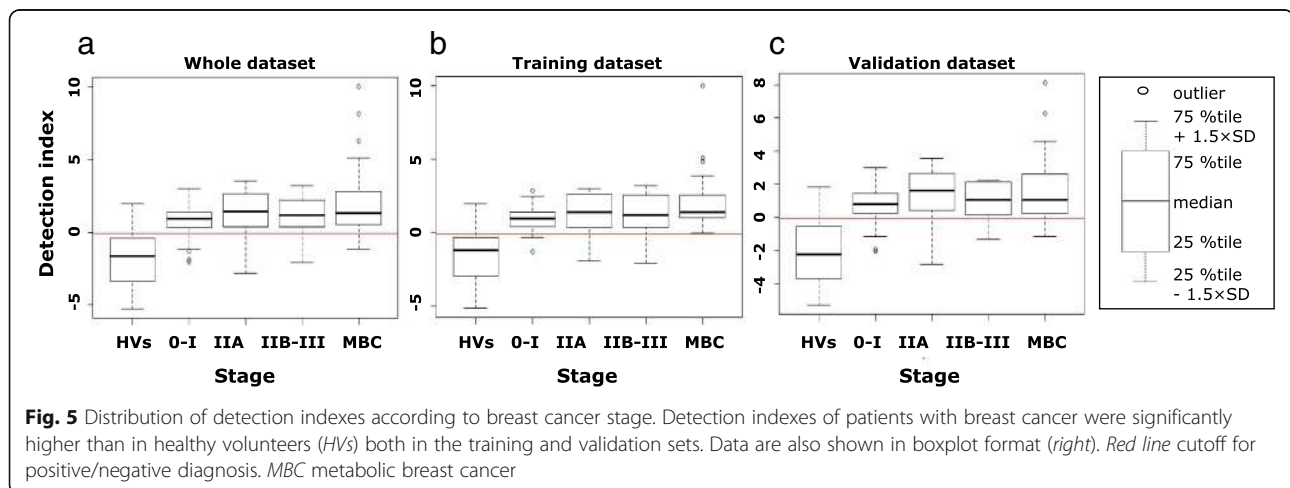 a
Whole dataset
b
Training dataset
c
Validation dataset
Detection index
10
5
0
-5
HVs 0-I IIA IIB-III MBC
Stage
10
5
0
-5
HVs 0-I IIA IIB-III MBC
Stage
8
6
4
2
0
-2
-4
HVs 0-I IIA IIB-III MBC
Stage
outlier
75 %tile
+ 1.5×SD
75 %tile
median
25 %tile
25 %tile
- 1.5×SD
Fig. 5 Distribution of detection indexes according to breast cancer stage. Detection indexes of patients with breast cancer were significantly
higher than in healthy volunteers (HVs) both in the training and validation sets. Data are also shown in boxplot format (right). Red line cutoff for
positive/negative diagnosis. MBC metabolic breast cancer